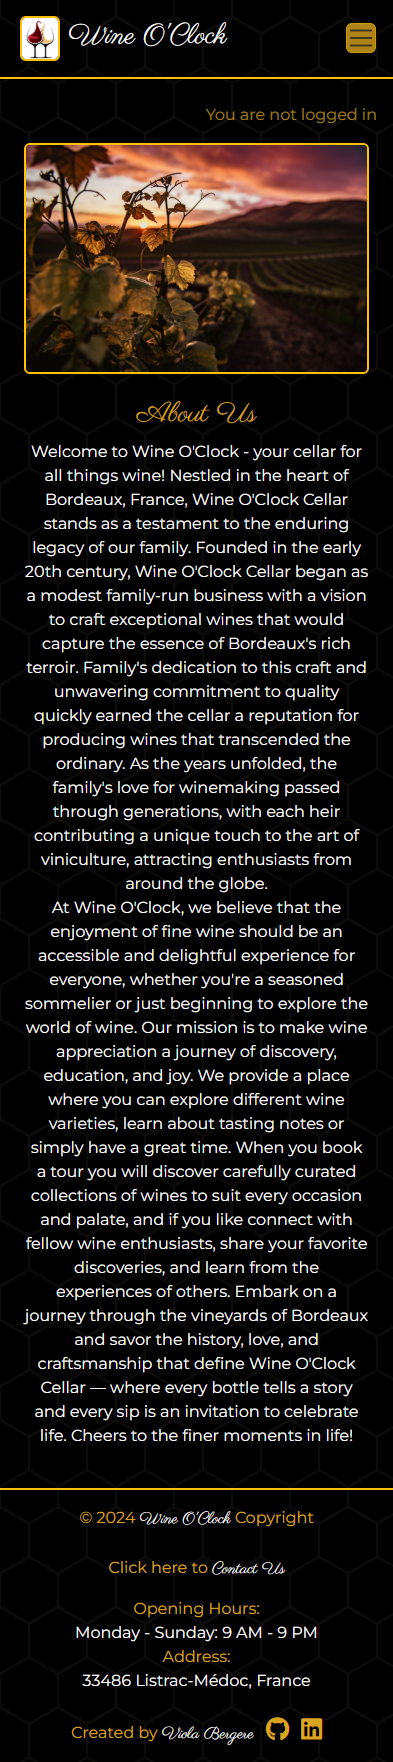 Wine O'Clock
You are not logged in
About Us
Welcome to Wine O'Clock - your cellar for
all things wine! Nestled in the heart of
Bordeaux, France, Wine O'Clock Cellar
stands as a testament to the enduring
legacy of our family. Founded in the early
20th century, Wine O'Clock Cellar began as
a modest family-run business with a vision
to craft exceptional wines that would
capture the essence of Bordeaux's rich
terroir. Family's dedication to this craft and
unwavering commitment to quality
quickly earned the cellar a reputation for
producing wines that transcended the
ordinary. As the years unfolded, the
family's love for winemaking passed
through generations, with each heir
contributing a unique touch to the art of
viniculture, attracting enthusiasts from
around the globe.
At Wine O'Clock, we believe that the
enjoyment of fine wine should be an
accessible and delightful experience for
everyone, whether you're a seasoned
sommelier or just beginning to explore the
world of wine. Our mission is to make wine
appreciation a journey of discovery,
education, and joy. We provide a place
where you can explore different wine
varieties, learn about tasting notes or
simply have a great time. When you book
a tour you will discover carefully curated
collections of wines to suit every occasion
and palate, and if you like connect with
fellow wine enthusiasts, share your favorite
discoveries, and learn from the
experiences of others. Embark on a
journey through the vineyards of Bordeaux
and savor the history, love, and
craftsmanship that define Wine O'Clock
Cellar — where every bottle tells a story
and every sip is an invitation to celebrate
life. Cheers to the finer moments in life!
© 2024 Wine O'Clock Copyright
Click here to Contact Us
Opening Hours:
Monday - Sunday: 9 AM - 9 PM
Address:
33486 Listrac-Médoc, France
Created by Viola Bergere